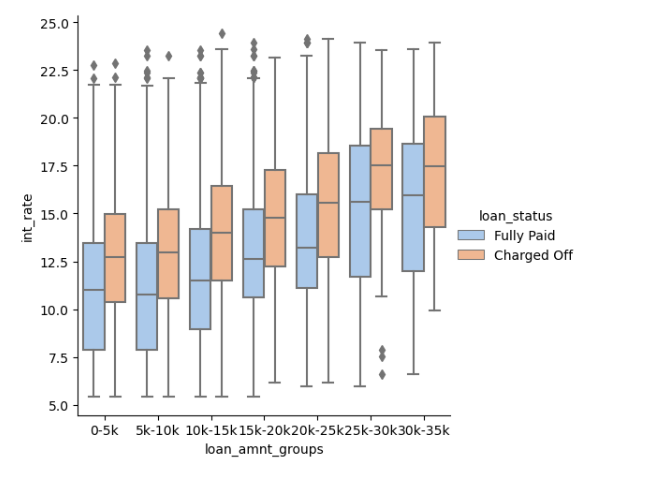 25.0
22.5
20.0
17.5
15.0
12.5
10.0
7.5
5.0
int_rate
0-5k 5k-10k 10k-15k 15k-20k 20k-25k 25k-30k 30k-35k
loan_amnt_groups
loan_status
Fully Paid
Charged Off